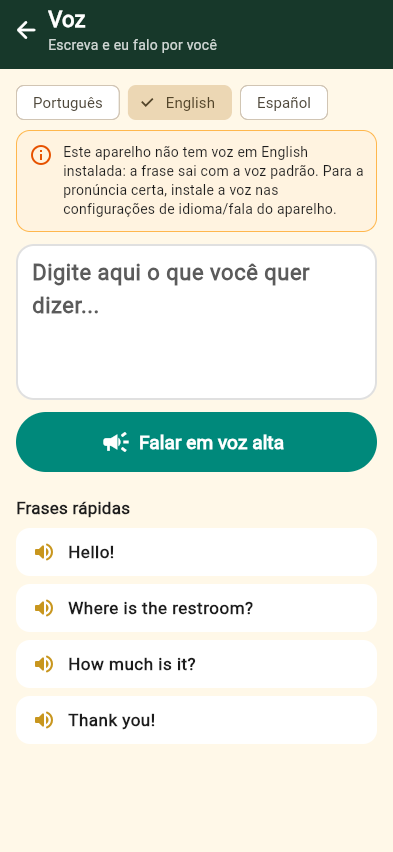 Voz
Escreva e eu falo por você
Português
English
Español
Este aparelho não tem voz em English
instalada: a frase sai com a voz padrão. Para a
pronúncia certa, instale a voz nas
configurações de idioma/fala do aparelho.
Digite aqui o que você quer
dizer...
Falar em voz alta
Frases rápidas
Hello!
Where is the restroom?
How much is it?
Thank you!